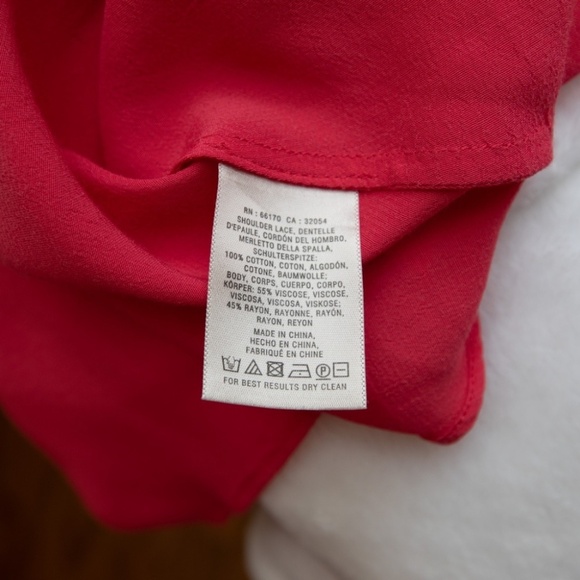 RN : 66170 CA : 32054
SHOULDER LACE, DENTELLE
D'EPAULE, CORDÓN DEL HOMBRO,
MERLETTO DELLA SPALLA,
SCHULTERSPITZE:
100% COTTON, COTON, ALGODÓN,
COTONE, BAUMWOLLE;
BODY, CORPS, CUERPO, CORPO,
KÖRPER: 55% VISCOSE, VISCOSE,
VISCOSA, VISCOSA, VISKOSE;
45% RAYON, RAYONNE, RAYÓN,
RAYON, REYON
MADE IN CHINA,
HECHO EN CHINA,
FABRIQUÉ EN CHINE
P
FOR BEST RESULTS DRY CLEAN